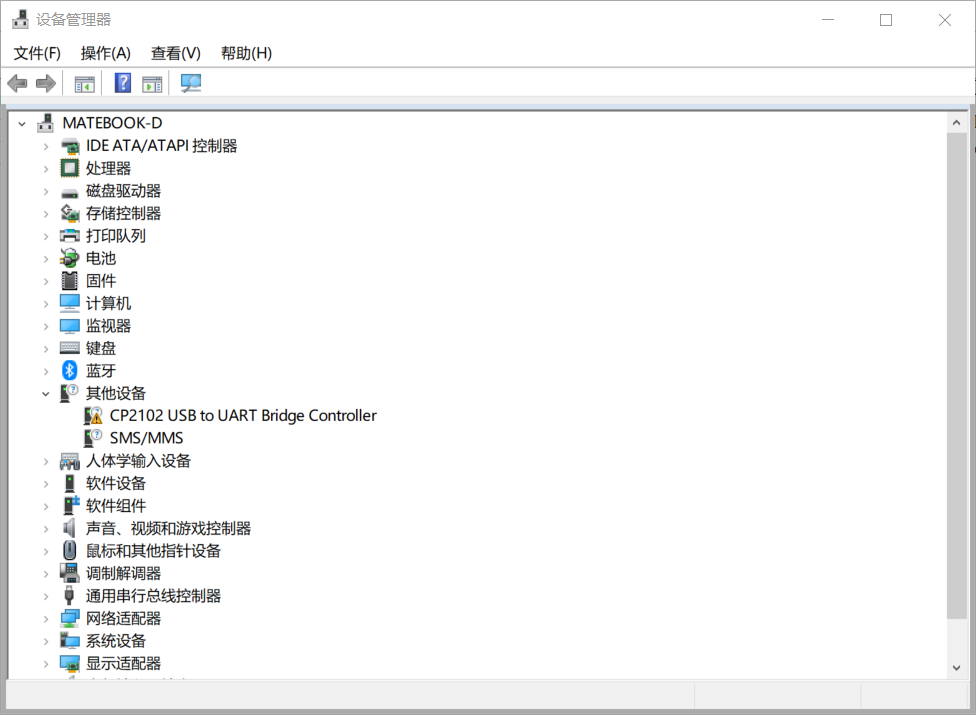 设备管理器
文件(F) 操作(A) 查看(V) 帮助(H)
MATEBOOK-D
IDE ATA/ATAPI 控制器
处理器
磁盘驱动器
存储控制器
打印队列
电池
固件
计算机
监视器
键盘
蓝牙
其他设备
CP2102 USB to UART Bridge Controller
SMS/MMS
人体学输入设备
软件设备
软件组件
声音、视频和游戏控制器
鼠标和其他指针设备
调制解调器
通用串行总线控制器
网络适配器
系统设备
显示适配器